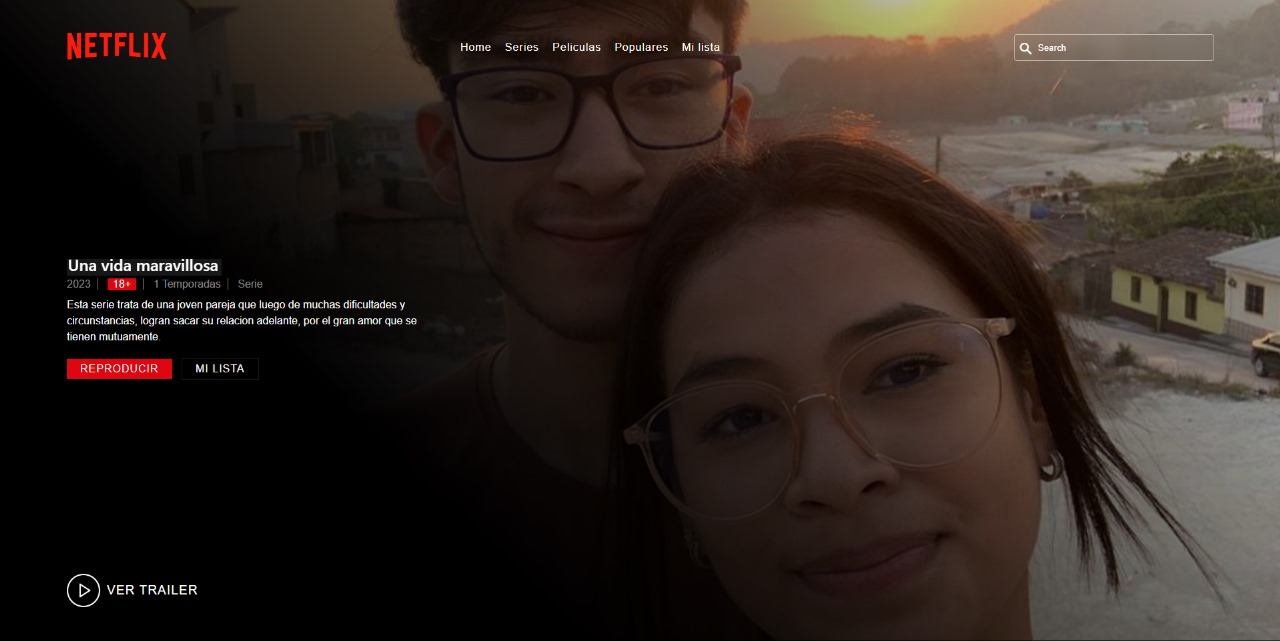 NETFLIX
Home Series Peliculas Populares Mi lista
Search
Una vida maravillosa
2023 | 18+ | 1 Temporadas | Serie
Esta serie trata de una joven pareja que luego de muchas dificultades y
circunstancias, logran sacar su relacion adelante, por el gran amor que se
tienen mutuamente.
REPRODUCIR MI LISTA
VER TRAILER